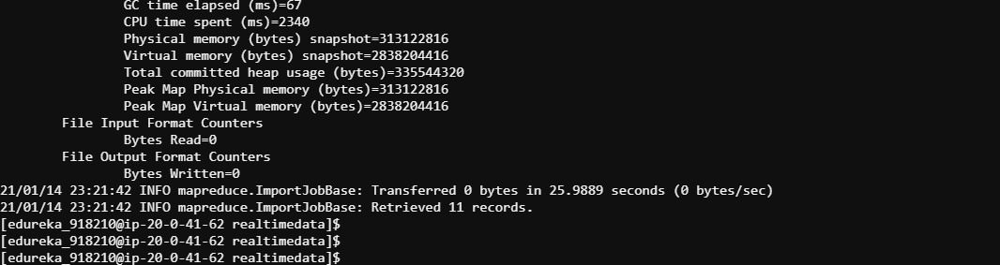 GC time elapsed (ms)=67
CPU time spent (ms)=2340
Physical memory (bytes) snapshot=313122816
Virtual memory (bytes) snapshot=2838204416
Total committed heap usage (bytes)=335544320
Peak Map Physical memory (bytes)=313122816
Peak Map Virtual memory (bytes)=2838204416
File Input Format Counters
Bytes Read=0
File Output Format Counters
Bytes Written=0
21/01/14 23:21:42 INFO mapreduce.ImportJobBase: Transferred 0 bytes in 25.9889 seconds (0 bytes/sec)
21/01/14 23:21:42 INFO mapreduce.ImportJobBase: Retrieved 11 records.
[edureka_918210@ip-20-0-41-62 realtimedata]$
[edureka_918210@ip-20-0-41-62 realtimedata]$
[edureka_918210@ip-20-0-41-62 realtimedata]$